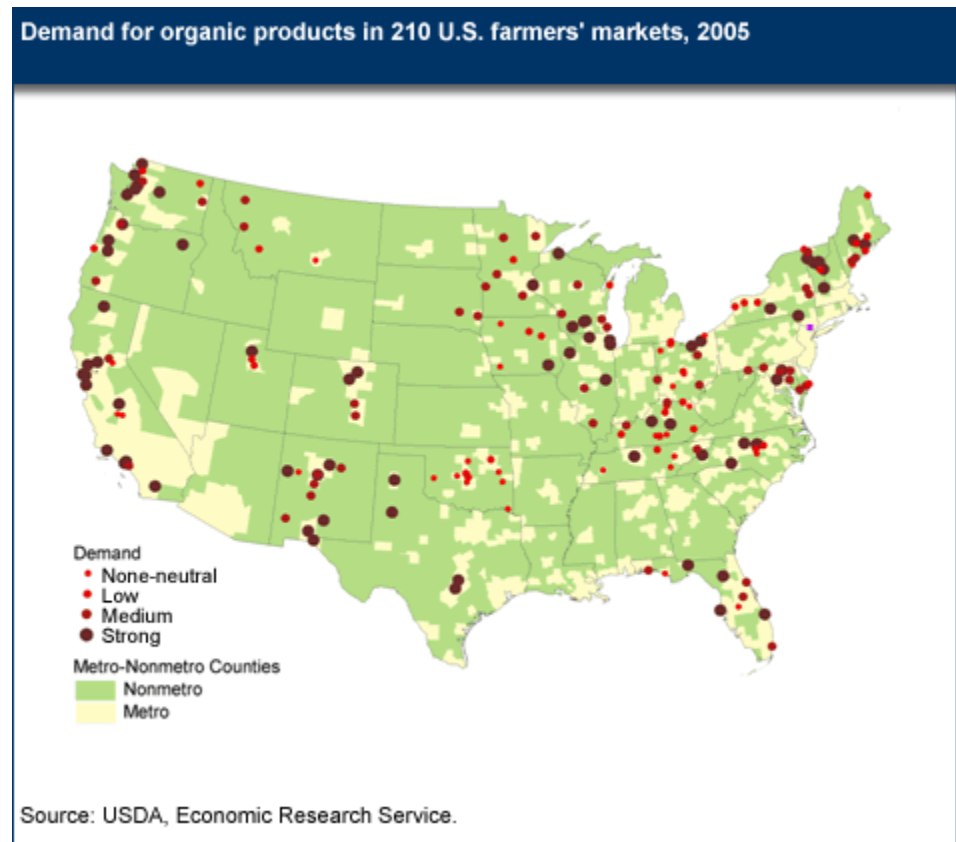 Demand for organic products in 210 U.S. farmers' markets, 2005
Demand
None-neutral
Low
Medium
Strong
Metro-Nonmetro Counties
Nonmetro
Metro
Source: USDA, Economic Research Service.